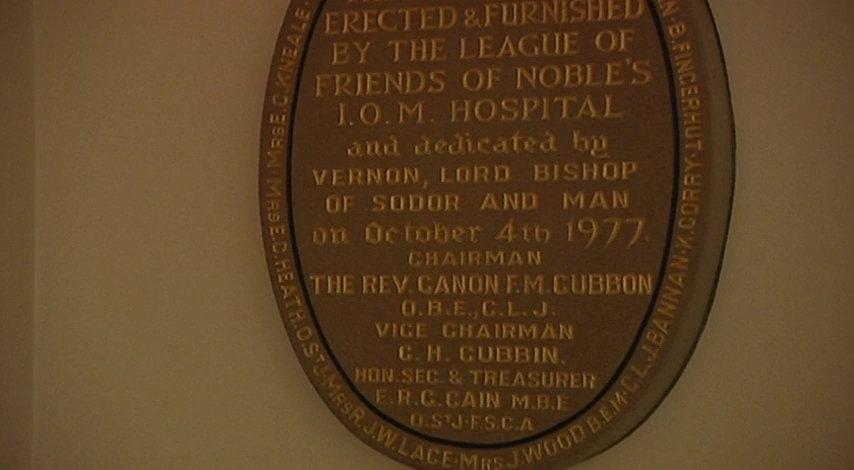 ERECTED & FURNISHED
BY THE LEAGUE OF
FRIENDS OF NOBLE'S
I.O.M. HOSPITAL
and dedicated by
VERNON, LORD BISHOP
OF SODOR AND MAN
on October 4th 1977.
CHAIRMAN
THE REV. CANON F.M. CUBBON
O.B.E., C.L.J.
VICE CHAIRMAN
C. H. CUBBIN.
HON. SEC. & TREASURER
E.R.C. CAIN M.B.E
O.ST J. F.S.C.A
B. FINGERHUT · A. K. CORRY · C.L.J. BANNAN
MRS E.C. KNEALE · MRS E.C. HEATH. O.ST J. MRS R.J.W. LACE · MRS J. WOOD B.E.M.